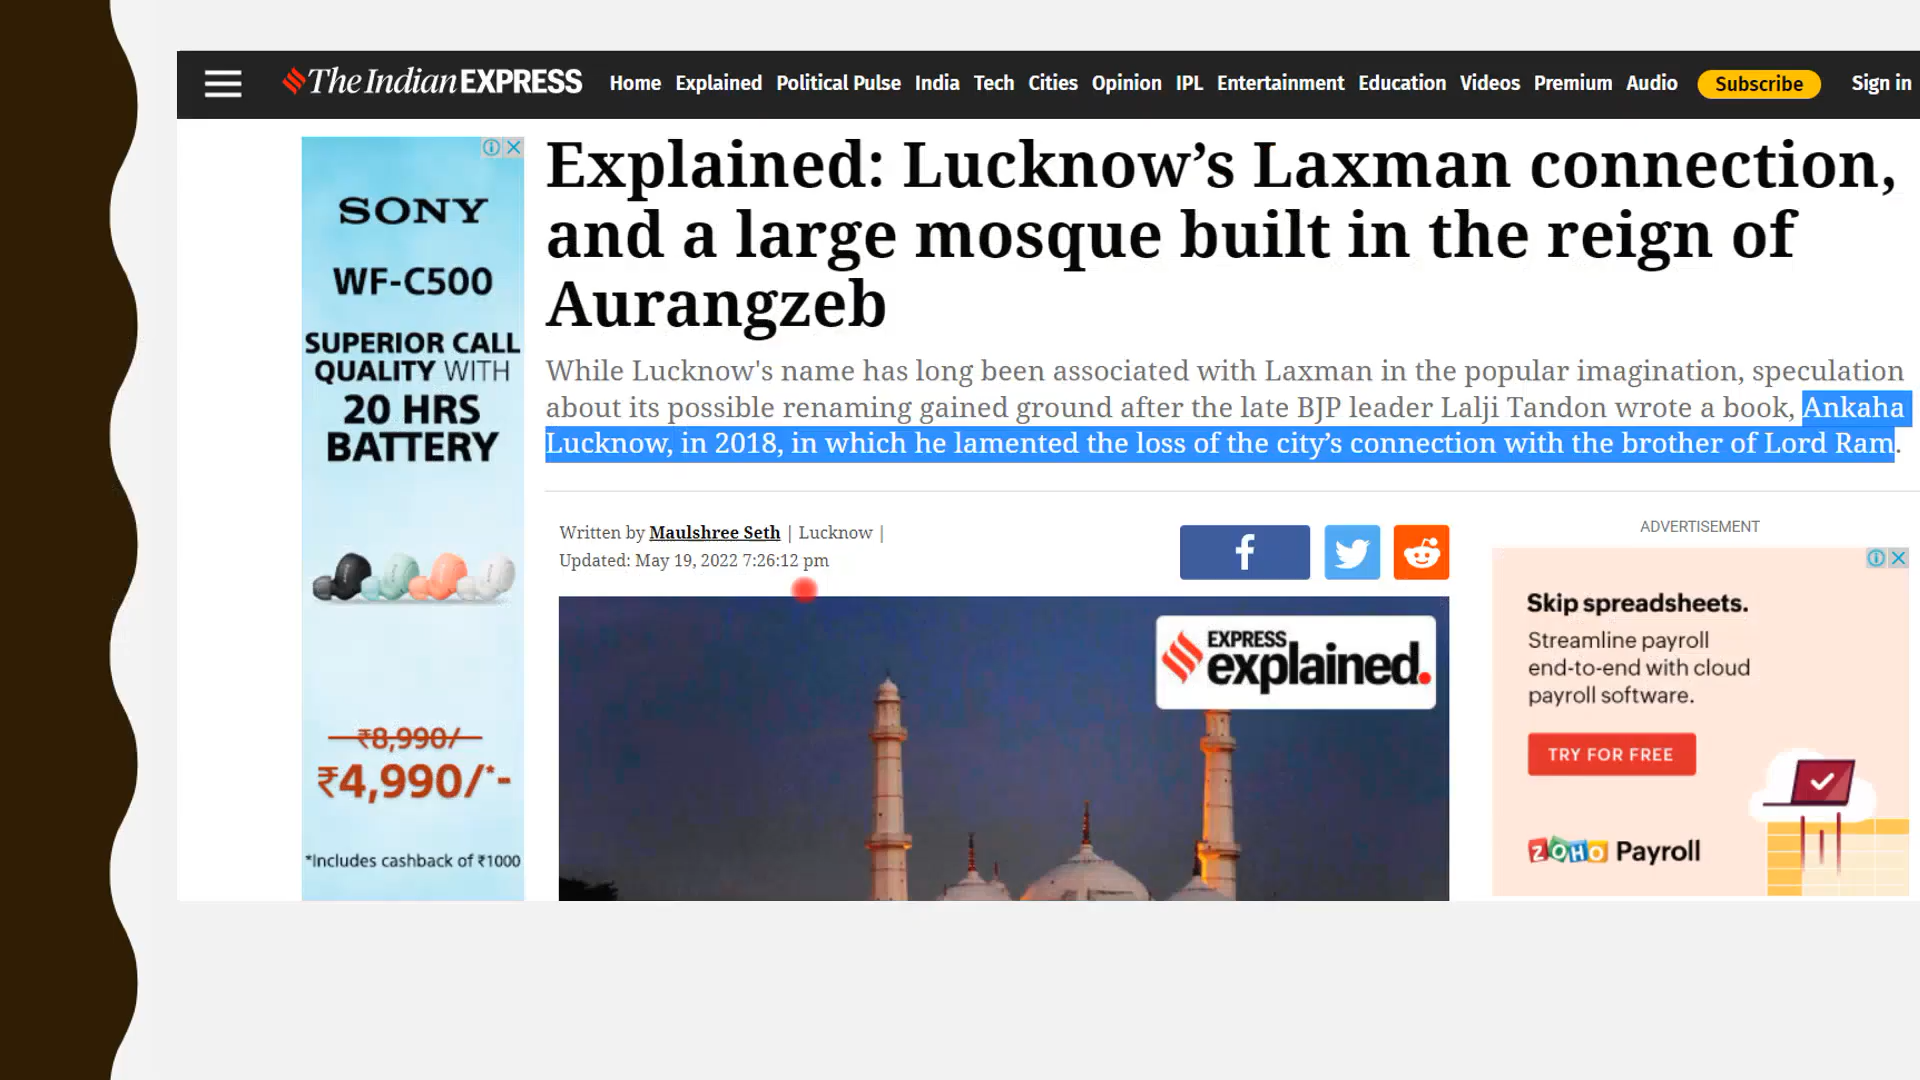 The Indian EXPRESS
Home Explained Political Pulse India Tech Cities Opinion IPL Entertainment Education Videos Premium Audio Subscribe Sign in
SONY
WF-C500
SUPERIOR CALL
QUALITY WITH
20 HRS
BATTERY
₹8,990/-
₹4,990/*-
*Includes cashback of ₹1000
Explained: Lucknow’s Laxman connection,
and a large mosque built in the reign of
Aurangzeb
While Lucknow's name has long been associated with Laxman in the popular imagination, speculation
about its possible renaming gained ground after the late BJP leader Lalji Tandon wrote a book, Ankaha
Lucknow, in 2018, in which he lamented the loss of the city’s connection with the brother of Lord Ram.
Written by Maulshree Seth | Lucknow |
Updated: May 19, 2022 7:26:12 pm
EXPRESS
explained.
ADVERTISEMENT
Skip spreadsheets.
Streamline payroll
end-to-end with cloud
payroll software.
TRY FOR FREE
ZOHO Payroll